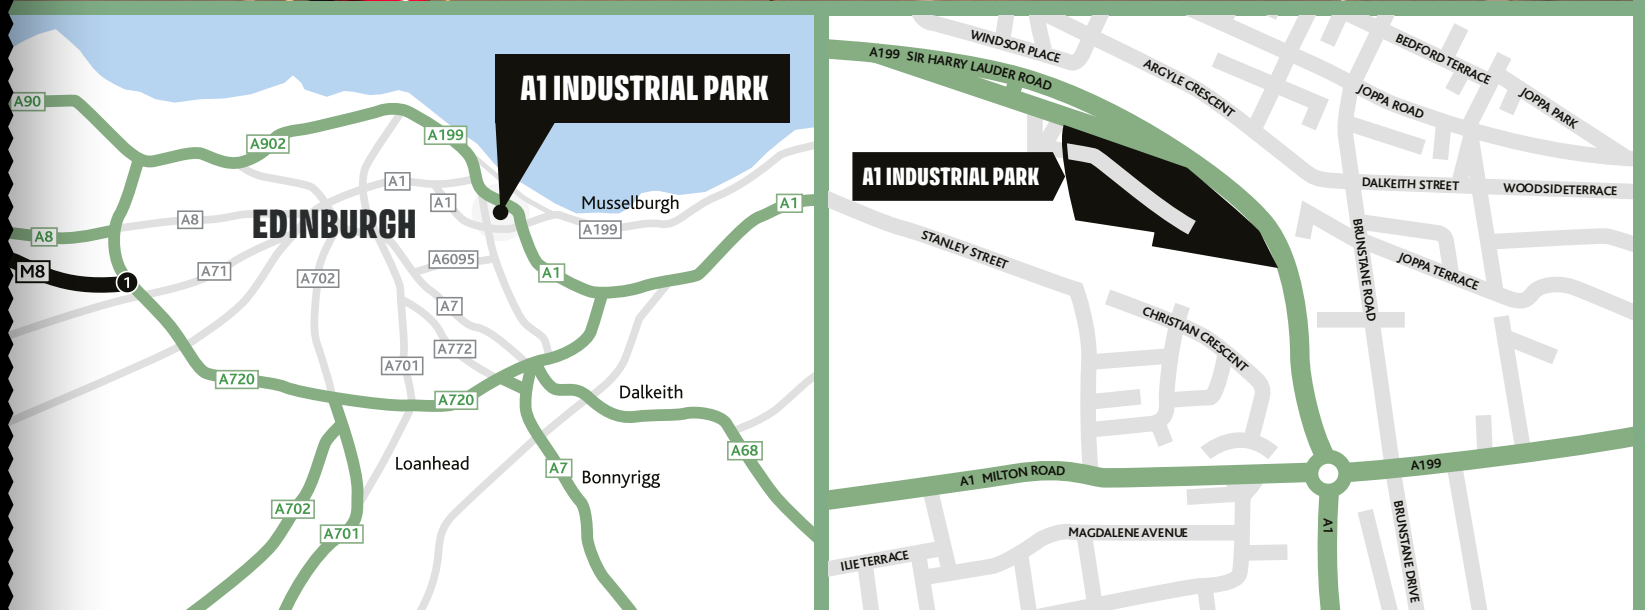 A1 INDUSTRIAL PARK
A90
A902
A199
A1
A1
Musselburgh
A1
A8
EDINBURGH
A199
A8
M8
A71
A702
A6095
A1
1
A7
A772
A701
A720
A720
Dalkeith
Loanhead
A7
Bonnyrigg
A68
A702
A701
WINDSOR PLACE
A199 SIR HARRY LAUDER ROAD
ARGYLE CRESCENT
BEDFORD TERRACE
JOPPA ROAD
JOPPA PARK
A1 INDUSTRIAL PARK
DALKEITH STREET
WOODSIDETERRACE
STANLEY STREET
BRUNSTANE ROAD
JOPPA TERRACE
CHRISTIAN CRESCENT
A1 MILTON ROAD
A199
A1
MAGDALENE AVENUE
BRUNSTANE DRIVE
ILIE TERRACE